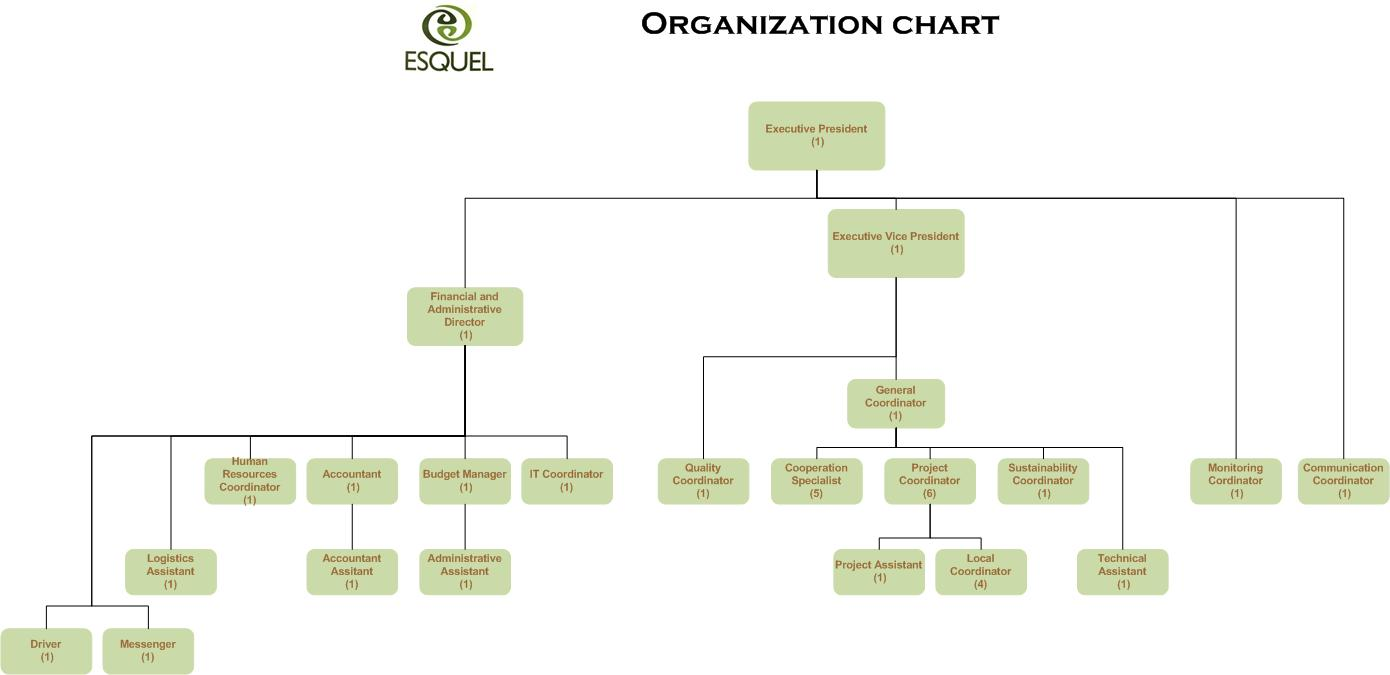 ESQUEL
ORGANIZATION CHART
Executive President
(1)
Executive Vice President
(1)
Financial and
Administrative
Director
(1)
General
Coordinator
(1)
Human
Resources
Coordinator
(1)
Accountant
(1)
Budget Manager
(1)
IT Coordinator
(1)
Quality
Coordinator
(1)
Cooperation
Specialist
(5)
Project
Coordinator
(6)
Sustainability
Coordinator
(1)
Monitoring
Cordinator
(1)
Communication
Coordinator
(1)
Logistics
Assistant
(1)
Accountant
Assitant
(1)
Administrative
Assistant
(1)
Project Assistant
(1)
Local
Coordinator
(4)
Technical
Assistant
(1)
Driver
(1)
Messenger
(1)